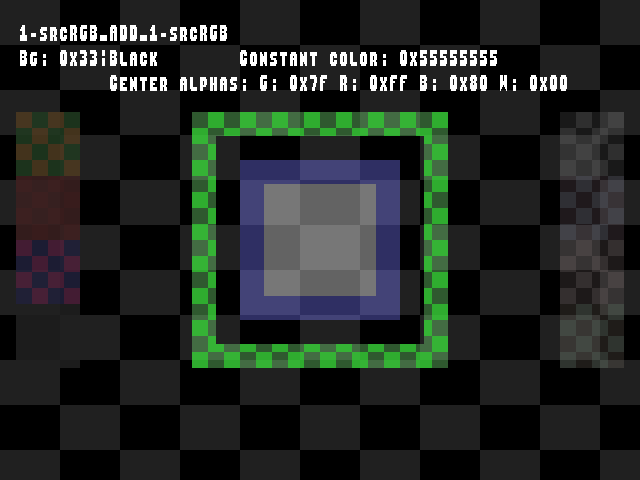 1-srcRGB_ADD_1-srcRGB
Bg: 0x33:Black Constant color: 0x55555555
Center alphas: G: 0x7f R: 0xff B: 0x80 W: 0x00